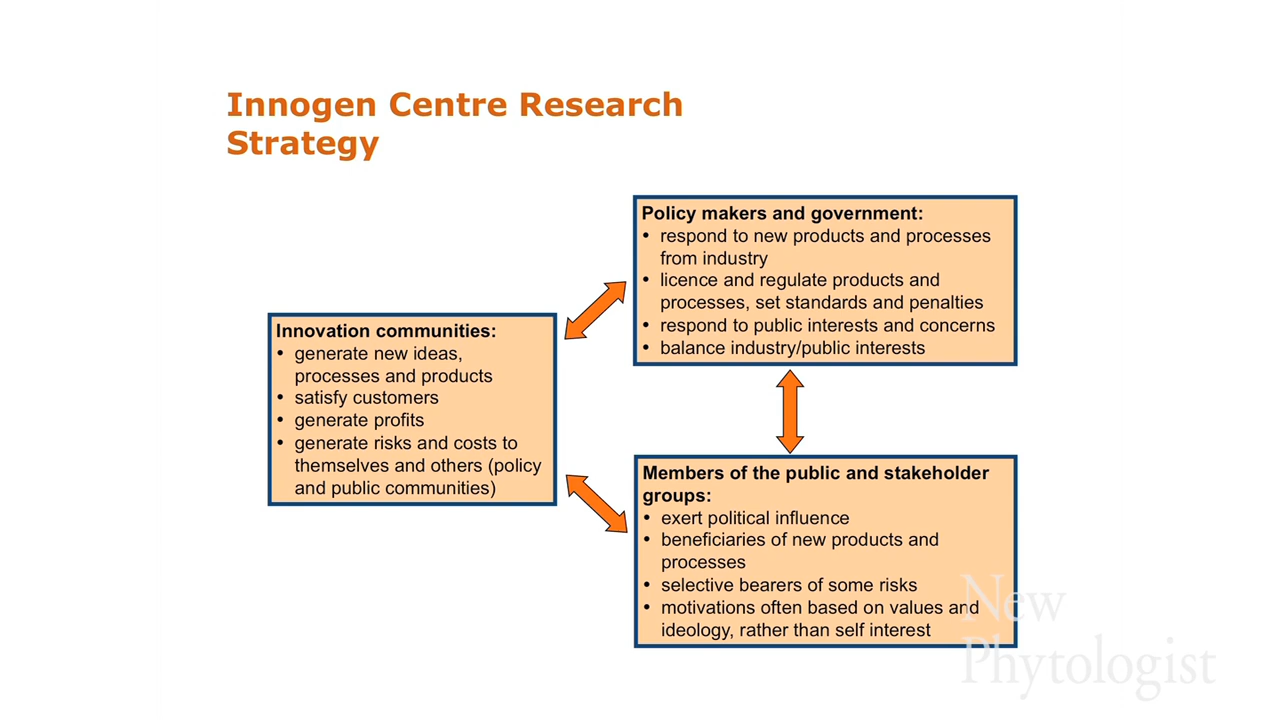 Innogen Centre Research
Strategy
Policy makers and government:
• respond to new products and processes
from industry
• licence and regulate products and
processes, set standards and penalties
• respond to public interests and concerns
• balance industry/public interests
Innovation communities:
• generate new ideas,
processes and products
• satisfy customers
• generate profits
• generate risks and costs to
themselves and others (policy
and public communities)
Members of the public and stakeholder
groups:
• exert political influence
• beneficiaries of new products and
processes
• selective bearers of some risks
• motivations often based on values and
ideology, rather than self interest
New
Phytologist